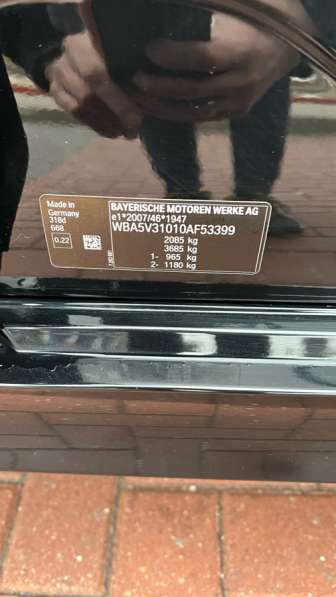 Made in
Germany
318d
668
0.22
BAYERISCHE MOTOREN WERKE AG
e1*2007/46*1947
WBA5V31010AF53399
2085 kg
3685 kg
1- 965 kg
2- 1180 kg